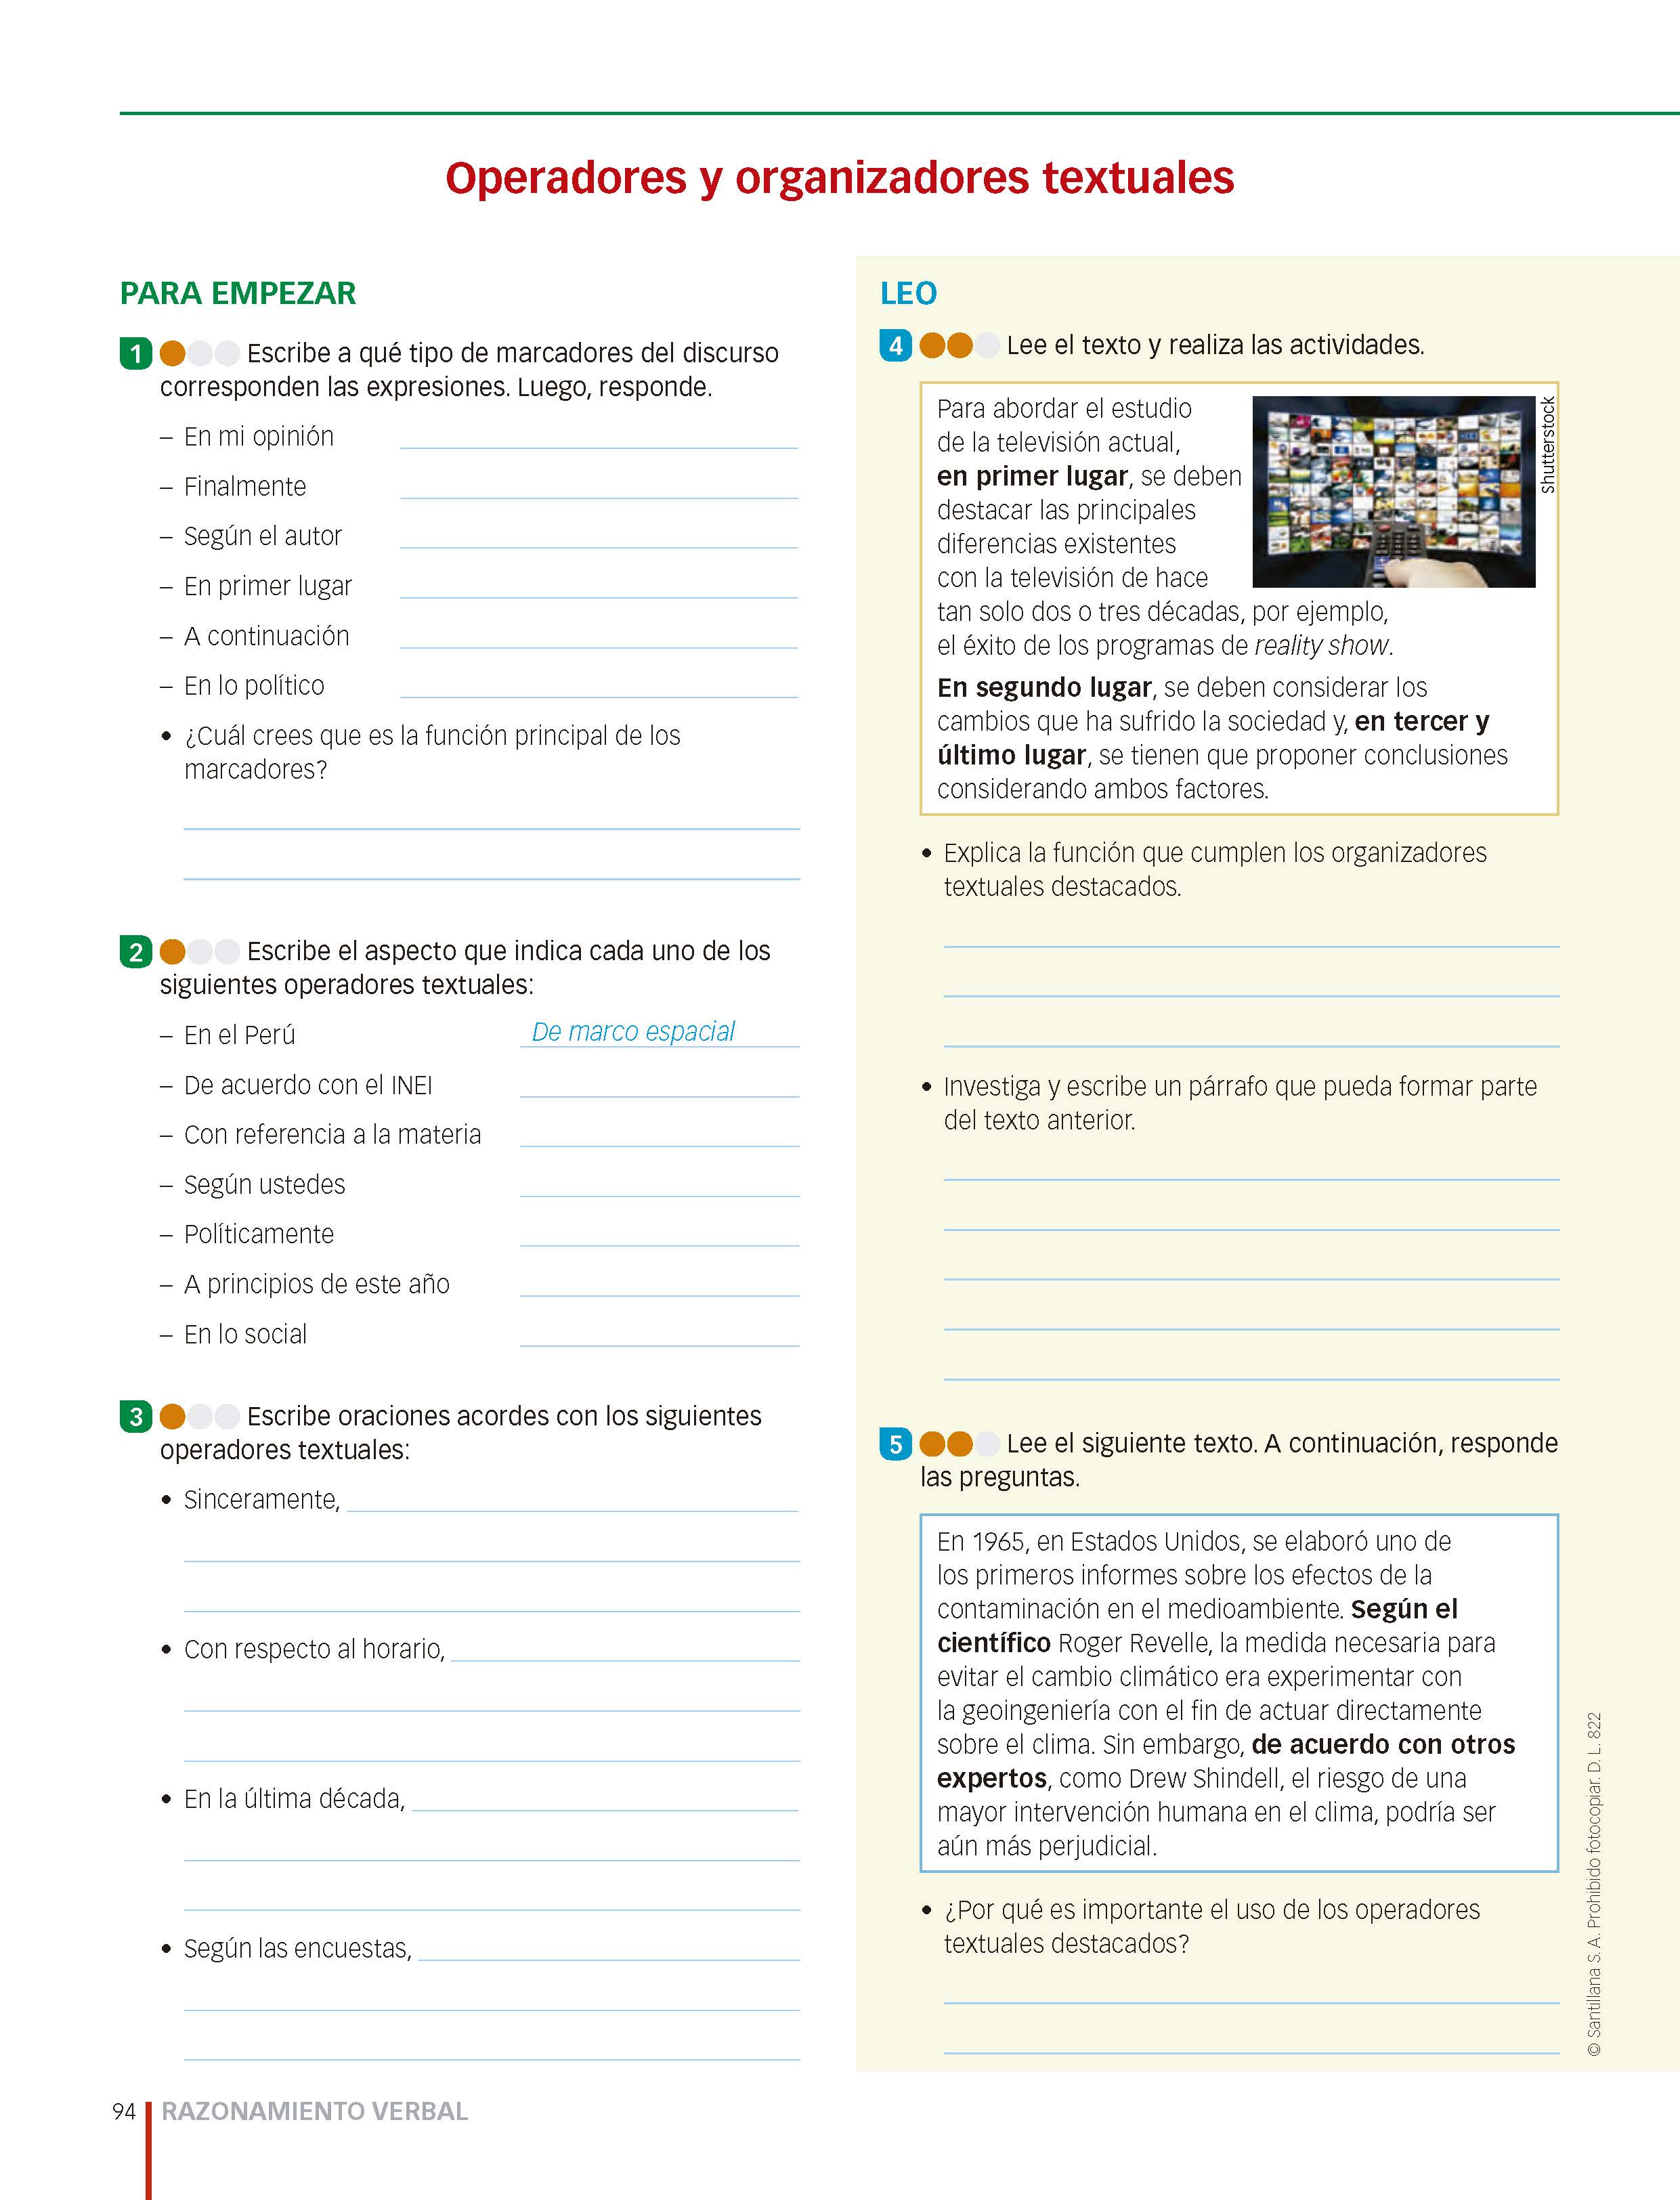 Operadores y organizadores textuales
PARA EMPEZAR
1 Escribe a qué tipo de marcadores del discurso
corresponden las expresiones. Luego, responde.
– En mi opinión
– Finalmente
– Según el autor
– En primer lugar
– A continuación
– En lo político
• ¿Cuál crees que es la función principal de los
marcadores?
2 Escribe el aspecto que indica cada uno de los
siguientes operadores textuales:
– En el Perú De marco espacial
– De acuerdo con el INEI
– Con referencia a la materia
– Según ustedes
– Políticamente
– A principios de este año
– En lo social
3 Escribe oraciones acordes con los siguientes
operadores textuales:
• Sinceramente,
• Con respecto al horario,
• En la última década,
• Según las encuestas,
LEO
4 Lee el texto y realiza las actividades.
Para abordar el estudio
de la televisión actual,
en primer lugar, se deben
destacar las principales
diferencias existentes
con la televisión de hace
tan solo dos o tres décadas, por ejemplo,
el éxito de los programas de reality show.
En segundo lugar, se deben considerar los
cambios que ha sufrido la sociedad y, en tercer y
último lugar, se tienen que proponer conclusiones
considerando ambos factores.
Shutterstock
• Explica la función que cumplen los organizadores
textuales destacados.
• Investiga y escribe un párrafo que pueda formar parte
del texto anterior.
5 Lee el siguiente texto. A continuación, responde
las preguntas.
En 1965, en Estados Unidos, se elaboró uno de
los primeros informes sobre los efectos de la
contaminación en el medioambiente. Según el
científico Roger Revelle, la medida necesaria para
evitar el cambio climático era experimentar con
la geoingeniería con el fin de actuar directamente
sobre el clima. Sin embargo, de acuerdo con otros
expertos, como Drew Shindell, el riesgo de una
mayor intervención humana en el clima, podría ser
aún más perjudicial.
• ¿Por qué es importante el uso de los operadores
textuales destacados?
© Santillana S. A. Prohibido fotocopiar. D. L. 822
94 RAZONAMIENTO VERBAL